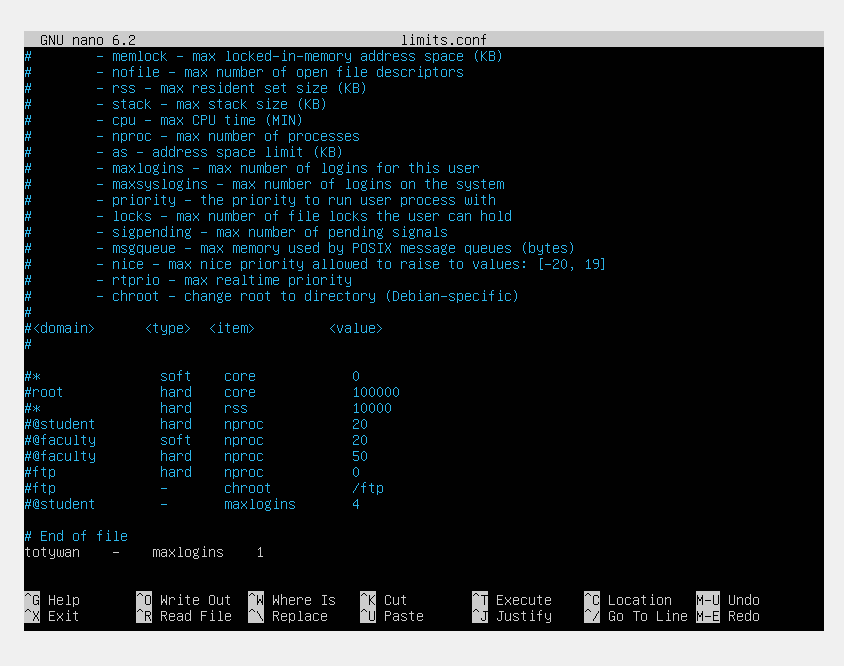 GNU nano 6.2 limits.conf
# - memlock - max locked-in-memory address space (KB)
# - nofile - max number of open file descriptors
# - rss - max resident set size (KB)
# - stack - max stack size (KB)
# - cpu - max CPU time (MIN)
# - nproc - max number of processes
# - as - address space limit (KB)
# - maxlogins - max number of logins for this user
# - maxsyslogins - max number of logins on the system
# - priority - the priority to run user process with
# - locks - max number of file locks the user can hold
# - sigpending - max number of pending signals
# - msgqueue - max memory used by POSIX message queues (bytes)
# - nice - max nice priority allowed to raise to values: [-20, 19]
# - rtprio - max realtime priority
# - chroot - change root to directory (Debian-specific)
#
#<domain> <type> <item> <value>
#
#* soft core 0
#root hard core 100000
#* hard rss 10000
#@student hard nproc 20
#@faculty soft nproc 20
#@faculty hard nproc 50
#ftp hard nproc 0
#ftp - chroot /ftp
#@student - maxlogins 4
# End of file
totywan - maxlogins 1
^G Help ^O Write Out ^W Where Is ^K Cut ^T Execute ^C Location M-U Undo
^X Exit ^R Read File ^\ Replace ^U Paste ^J Justify ^/ Go To Line M-E Redo